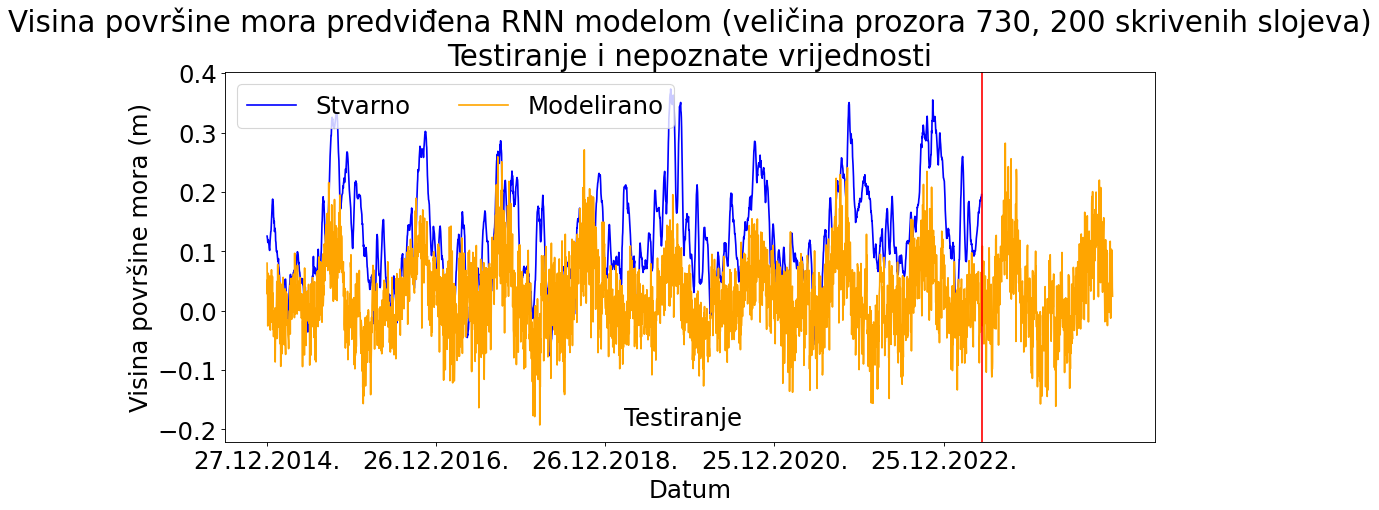 Visina površine mora predviđena RNN modelom (veličina prozora 730, 200 skrivenih slojeva)
Testiranje i nepoznate vrijednosti
Stvarno Modelirano
Visina površine mora (m)
0.4
0.3
0.2
0.1
0.0
−0.1
−0.2
Testiranje
27.12.2014. 26.12.2016. 26.12.2018. 25.12.2020. 25.12.2022.
Datum